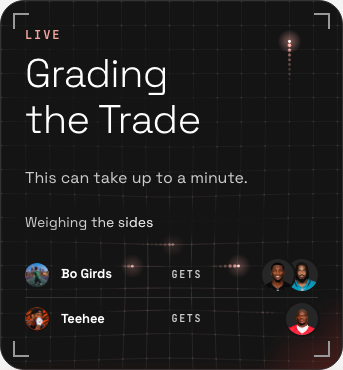 LIVE
Grading
the Trade
This can take up to a minute.
Weighing the sides
Bo Girds GETS
Teehee GETS